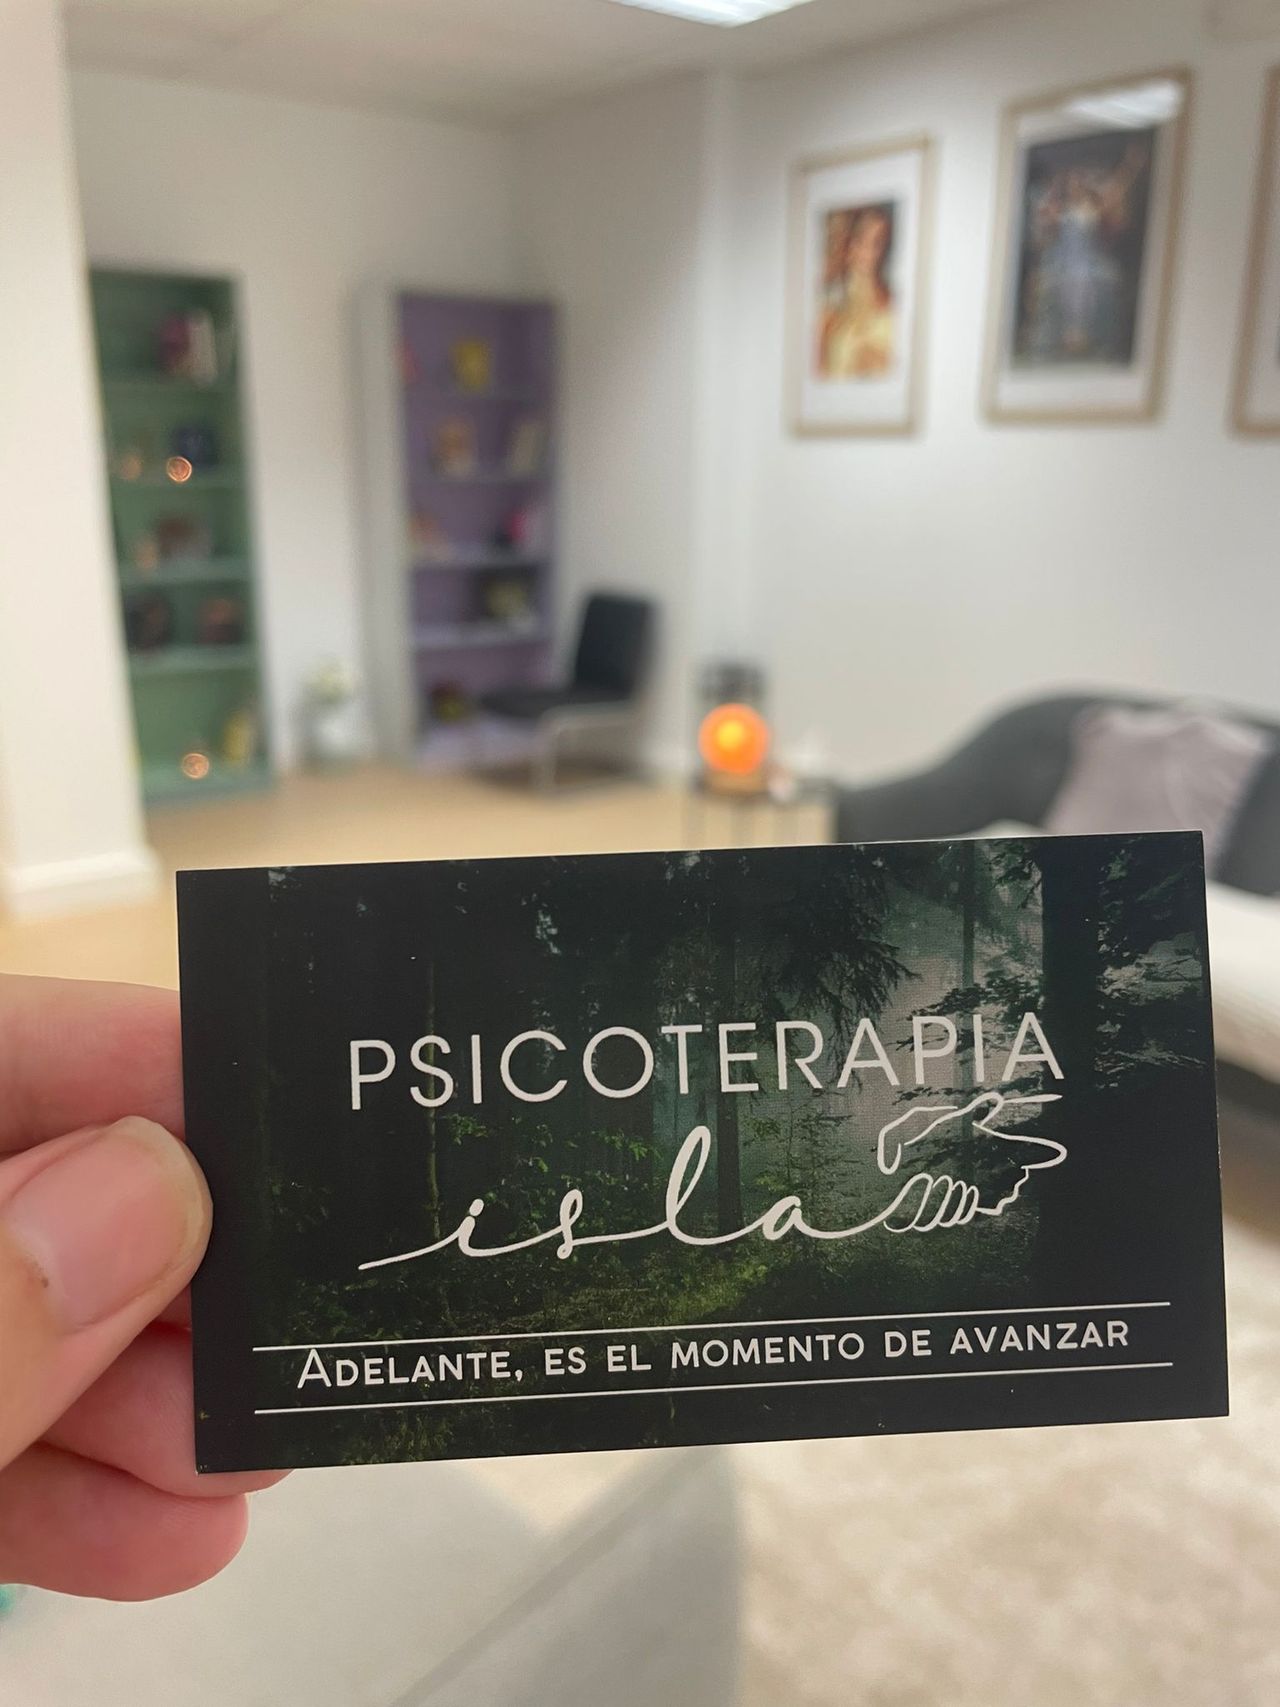 PSICOTERAPIA
isla
ADELANTE, ES EL MOMENTO DE AVANZAR